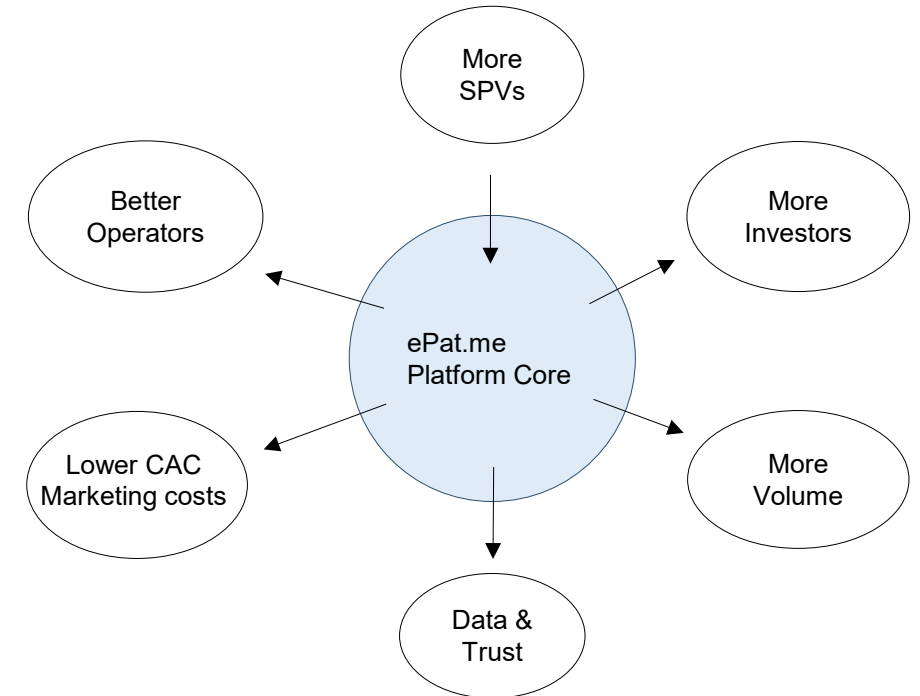 More
SPVs
Better
Operators
More
Investors
ePat.me
Platform Core
Lower CAC
Marketing costs
More
Volume
Data &
Trust